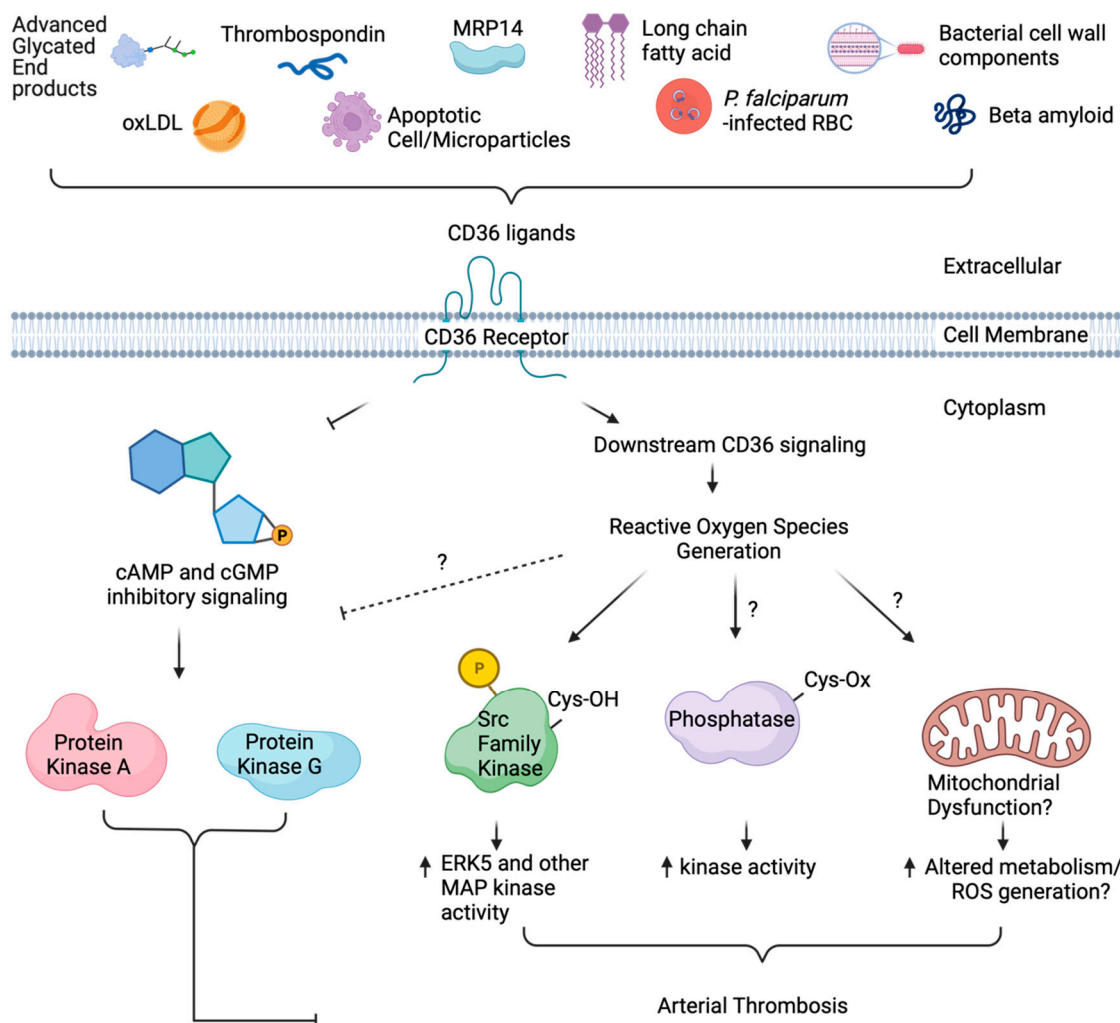 Advanced
Glycated
End
products
Thrombospondin
MRP14
Long chain
fatty acid
Bacterial cell wall
components
oxLDL
Apoptotic
Cell/Microparticles
P. falciparum
-infected RBC
Beta amyloid
CD36 ligands
Extracellular
CD36 Receptor
Cell Membrane
Cytoplasm
Downstream CD36 signaling
P
Reactive Oxygen Species
Generation
cAMP and cGMP
inhibitory signaling
?
?
?
P
Cys-OH
Src
Family
Kinase
Cys-Ox
Phosphatase
Protein
Kinase A
Protein
Kinase G
Mitochondrial
Dysfunction?
ERK5 and other
MAP kinase
activity
kinase activity
Altered metabolism/
ROS generation?
Arterial Thrombosis